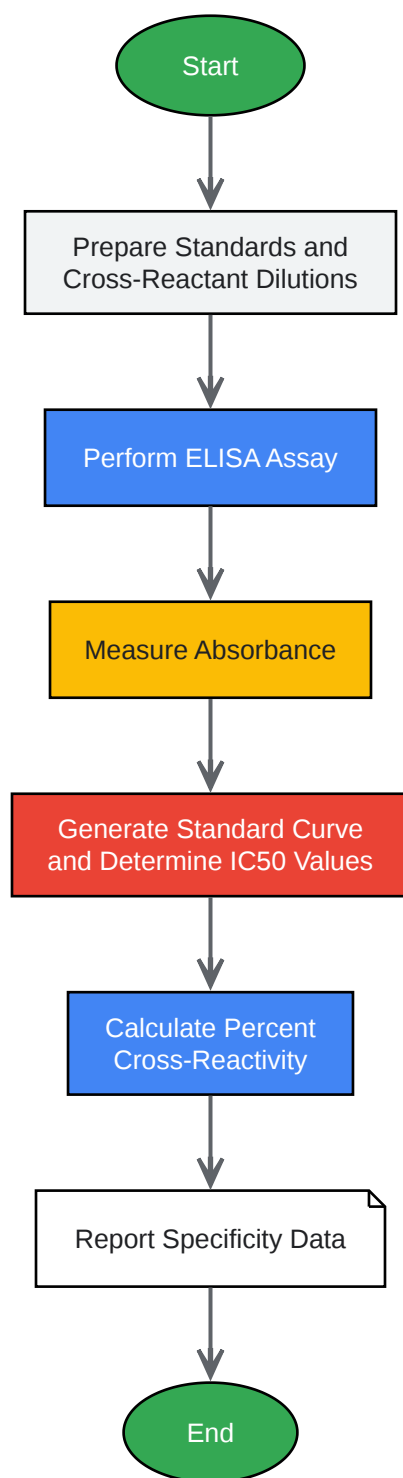 Start
Prepare Standards and
Cross-Reactant Dilutions
Perform ELISA Assay
Measure Absorbance
Generate Standard Curve
and Determine IC50 Values
Calculate Percent
Cross-Reactivity
Report Specificity Data
End